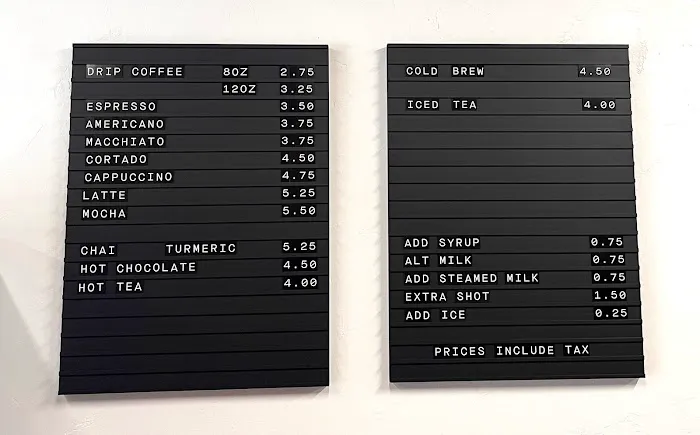 DRIP COFFEE 8OZ 2.75
12OZ 3.25
ESPRESSO 3.50
AMERICANO 3.75
MACCHIATO 3.75
CORTADO 4.50
CAPPUCCINO 4.75
LATTE 5.25
MOCHA 5.50
CHAI TURMERIC 5.25
HOT CHOCOLATE 4.50
HOT TEA 4.00
COLD BREW 4.50
ICED TEA 4.00
ADD SYRUP 0.75
ALT MILK 0.75
ADD STEAMED MILK 0.75
EXTRA SHOT 1.50
ADD ICE 0.25
PRICES INCLUDE TAX